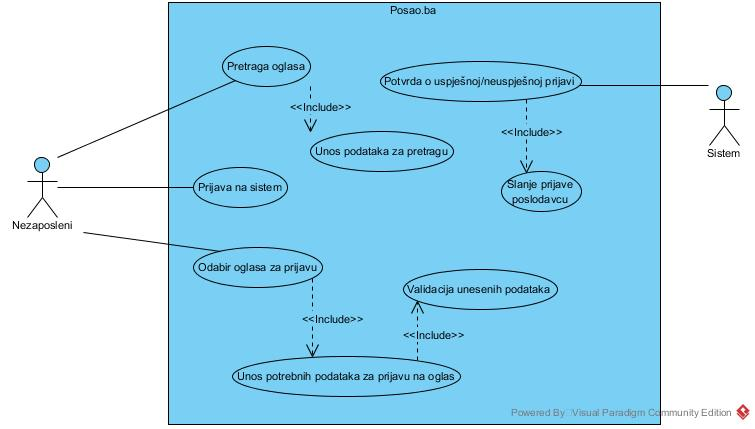 Posao.ba
Pretraga oglasa
Potvrda o uspješnoj/neuspješnoj prijavi
<<Include>>
<<Include>>
Unos podataka za pretragu
Sistem
Prijava na sistem
Slanje prijave
poslodavcu
Nezaposleni
Odabir oglasa za prijavu
Validacija unesenih podataka
<<Include>>
<<Include>>
Unos potrebnih podataka za prijavu na oglas
Powered By Visual Paradigm Community Edition